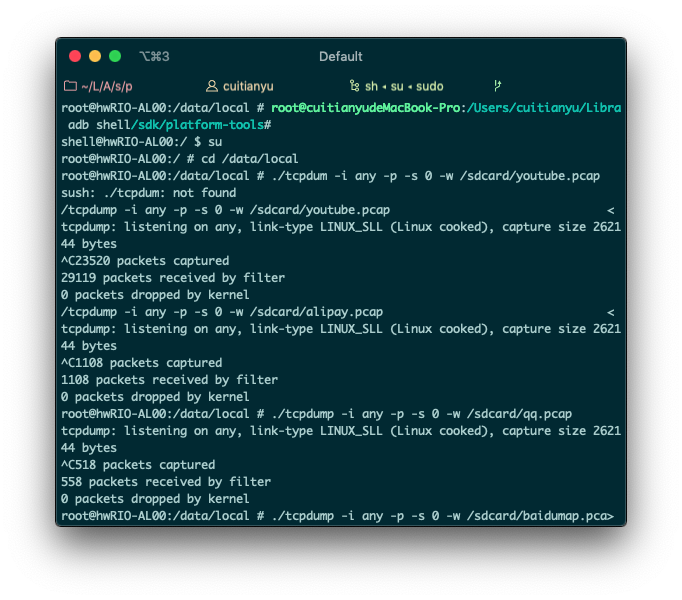 ⌥⌘3 Default
~/L/A/s/p cuitianyu sh ◂ su ◂ sudo
root@hwRIO-AL00:/data/local # root@cuitianyudeMacBook-Pro:/Users/cuitianyu/Libra
 adb shell/sdk/platform-tools#
shell@hwRIO-AL00:/ $ su
root@hwRIO-AL00:/ # cd /data/local
root@hwRIO-AL00:/data/local # ./tcpdum -i any -p -s 0 -w /sdcard/youtube.pcap
sush: ./tcpdum: not found
/tcpdump -i any -p -s 0 -w /sdcard/youtube.pcap <
tcpdump: listening on any, link-type LINUX_SLL (Linux cooked), capture size 2621
44 bytes
^C23520 packets captured
29119 packets received by filter
0 packets dropped by kernel
/tcpdump -i any -p -s 0 -w /sdcard/alipay.pcap <
tcpdump: listening on any, link-type LINUX_SLL (Linux cooked), capture size 2621
44 bytes
^C1108 packets captured
1108 packets received by filter
0 packets dropped by kernel
root@hwRIO-AL00:/data/local # ./tcpdump -i any -p -s 0 -w /sdcard/qq.pcap
tcpdump: listening on any, link-type LINUX_SLL (Linux cooked), capture size 2621
44 bytes
^C518 packets captured
558 packets received by filter
0 packets dropped by kernel
root@hwRIO-AL00:/data/local # ./tcpdump -i any -p -s 0 -w /sdcard/baidumap.pca>